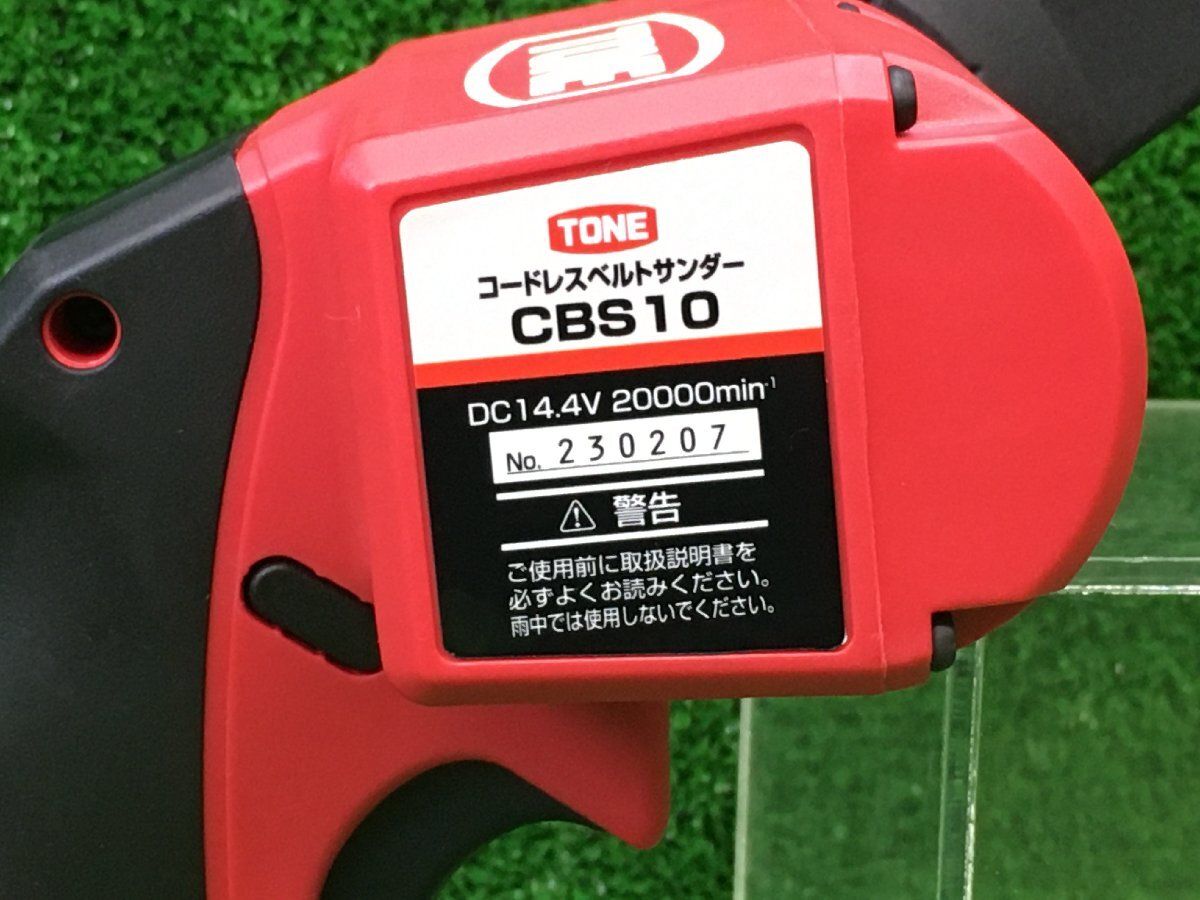 TONE
コードレスベルトサンダー
CBS10
DC14.4V 20000min-1
No. 230207
警告
ご使用前に取扱説明書を
必ずよくお読みください。
雨中では使用しないでください。